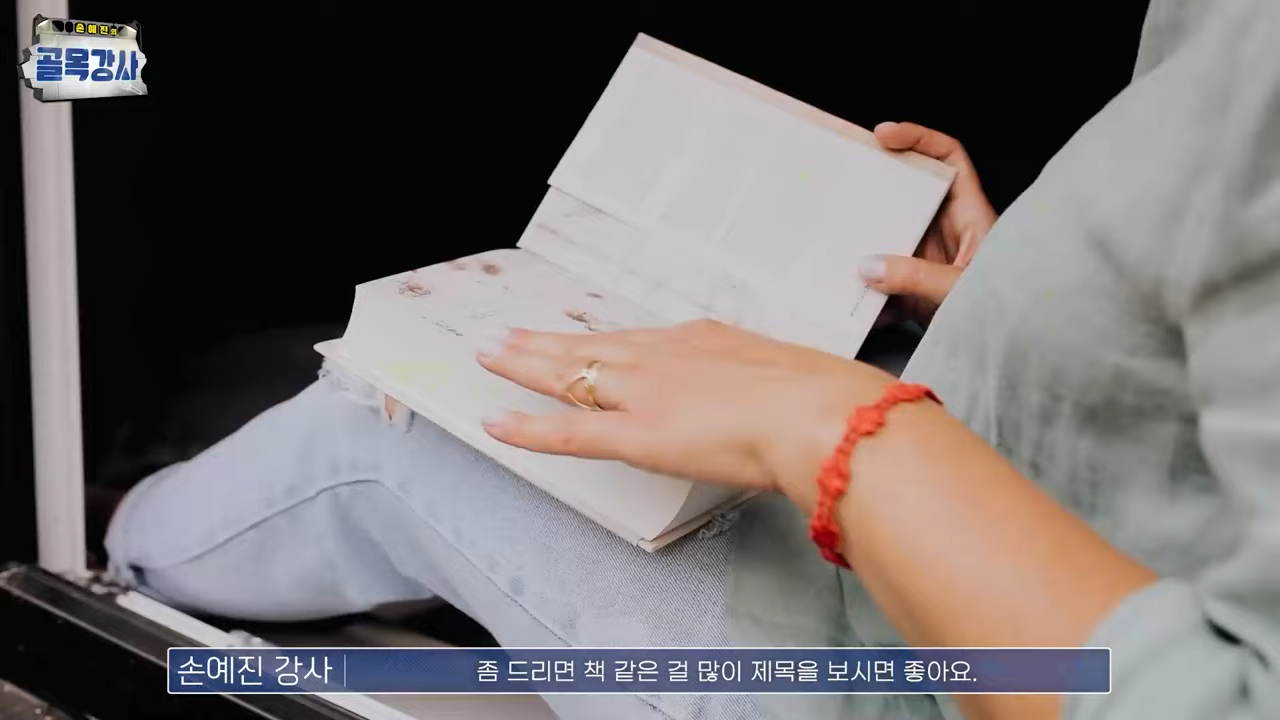 손예진의
골목강사
손예진 강사
좀 드리면 책 같은 걸 많이 제목을 보시면 좋아요.